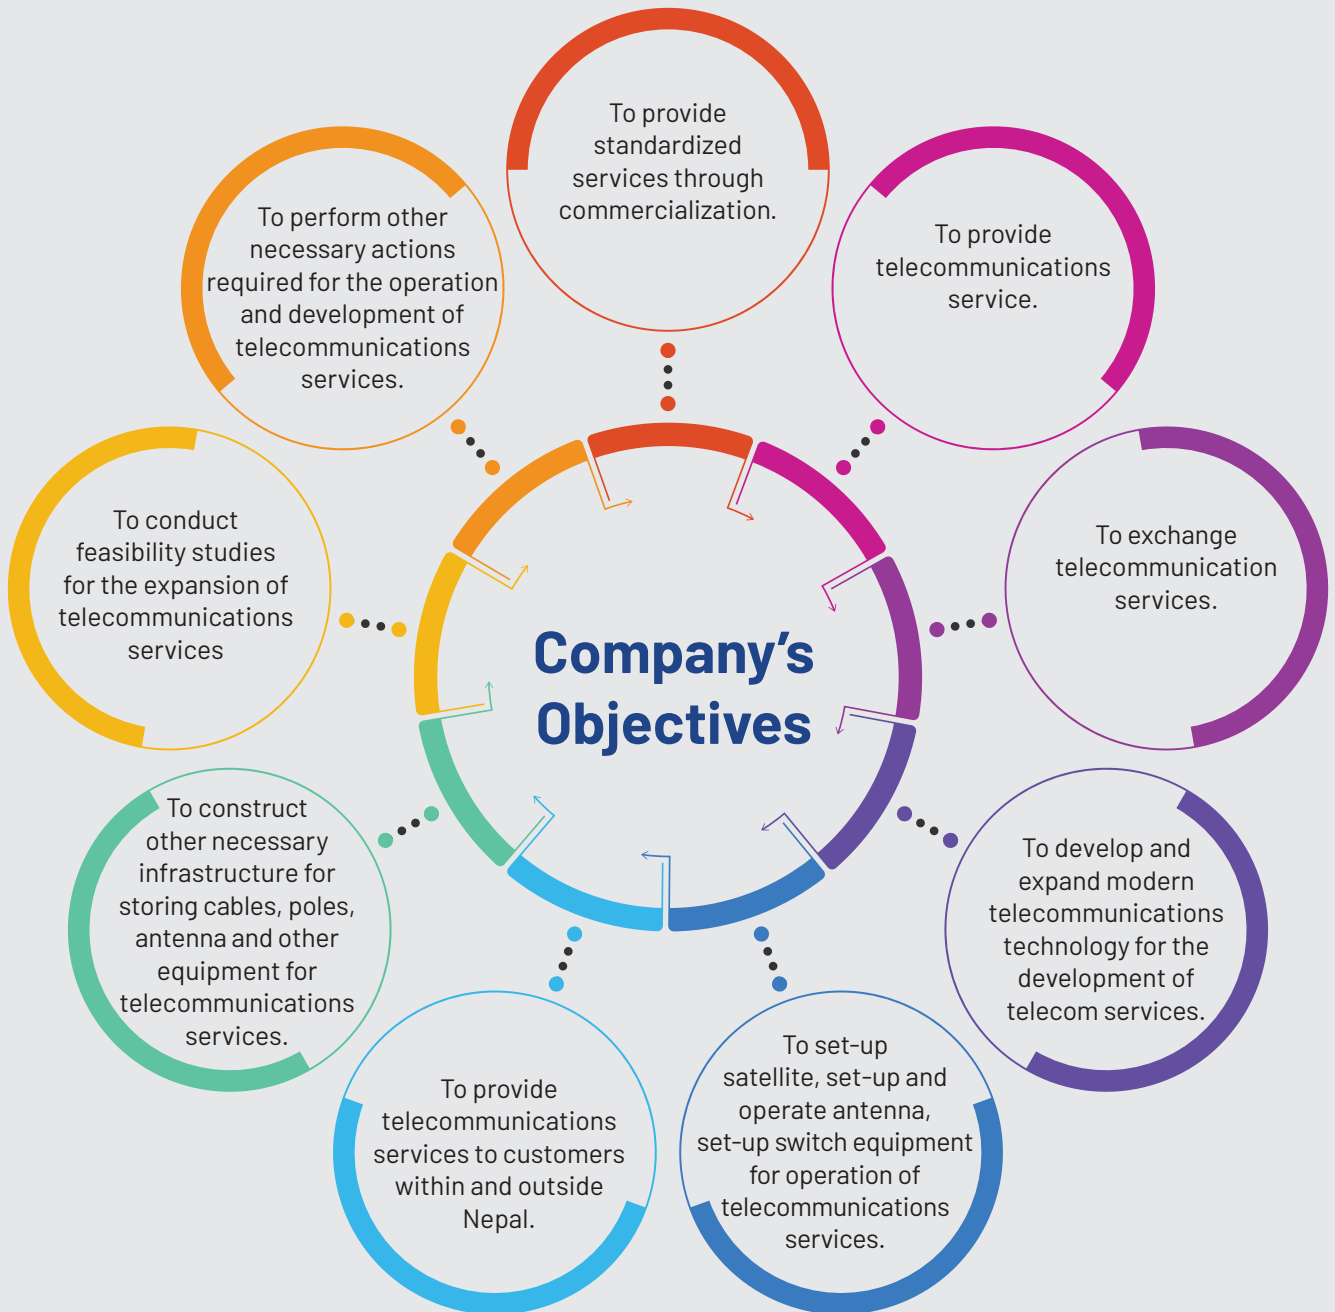 To provide
standardized
services through
commercialization.
To provide
telecommunications
service.
To exchange
telecommunication
services.
To develop and
expand modern
telecommunications
technology for the
development of
telecom services.
To set-up
satellite, set-up and
operate antenna,
set-up switch equipment
for operation of
telecommunications
services.
To provide
telecommunications
services to customers
within and outside
Nepal.
To construct
other necessary
infrastructure for
storing cables, poles,
antenna and other
equipment for
telecommunications
services.
To conduct
feasibility studies
for the expansion of
telecommunications
services
To perform other
necessary actions
required for the operation
and development of
telecommunications
services.
Company's
Objectives